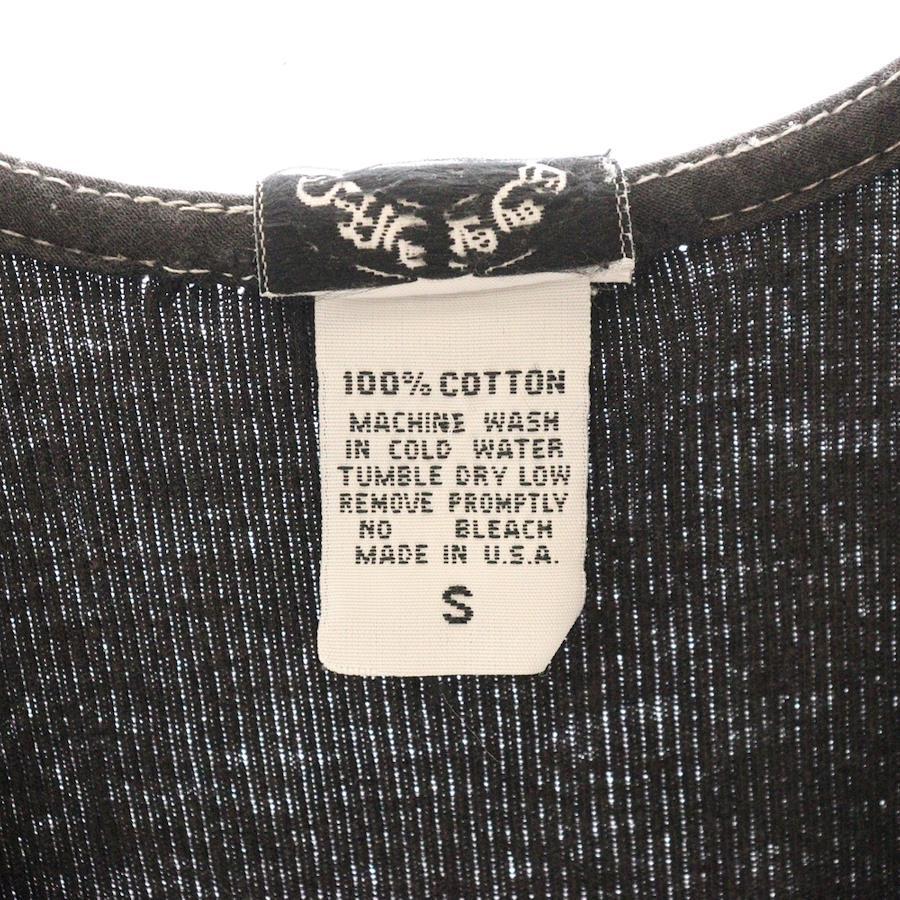 100% COTTON
MACHINE WASH
IN COLD WATER
TUMBLE DRY LOW
REMOVE PROMPTLY
NO BLEACH
MADE IN U.S.A.
S